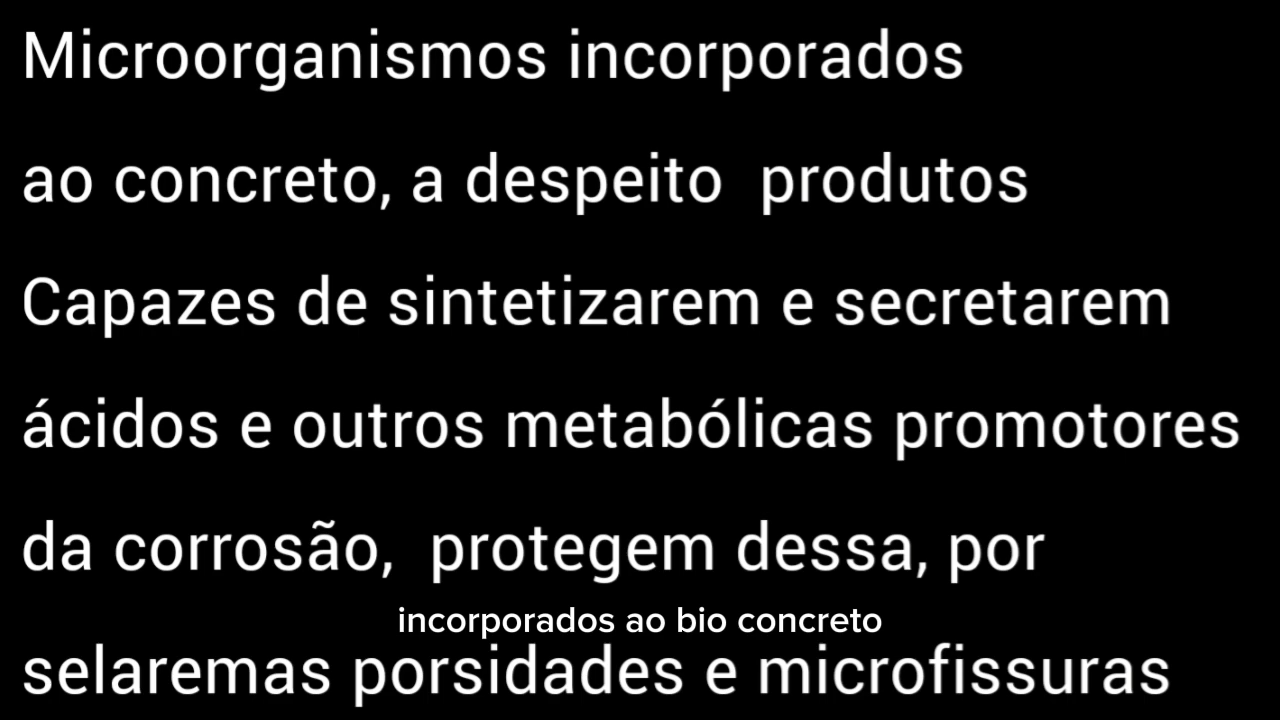 Microorganismos incorporados
ao concreto, a despeito produtos
Capazes de sintetizarem e secretarem
ácidos e outros metabólicas promotores
da corrosão, protegem dessa, por
incorporados ao bio concreto
selaremas porsidades e microfissuras